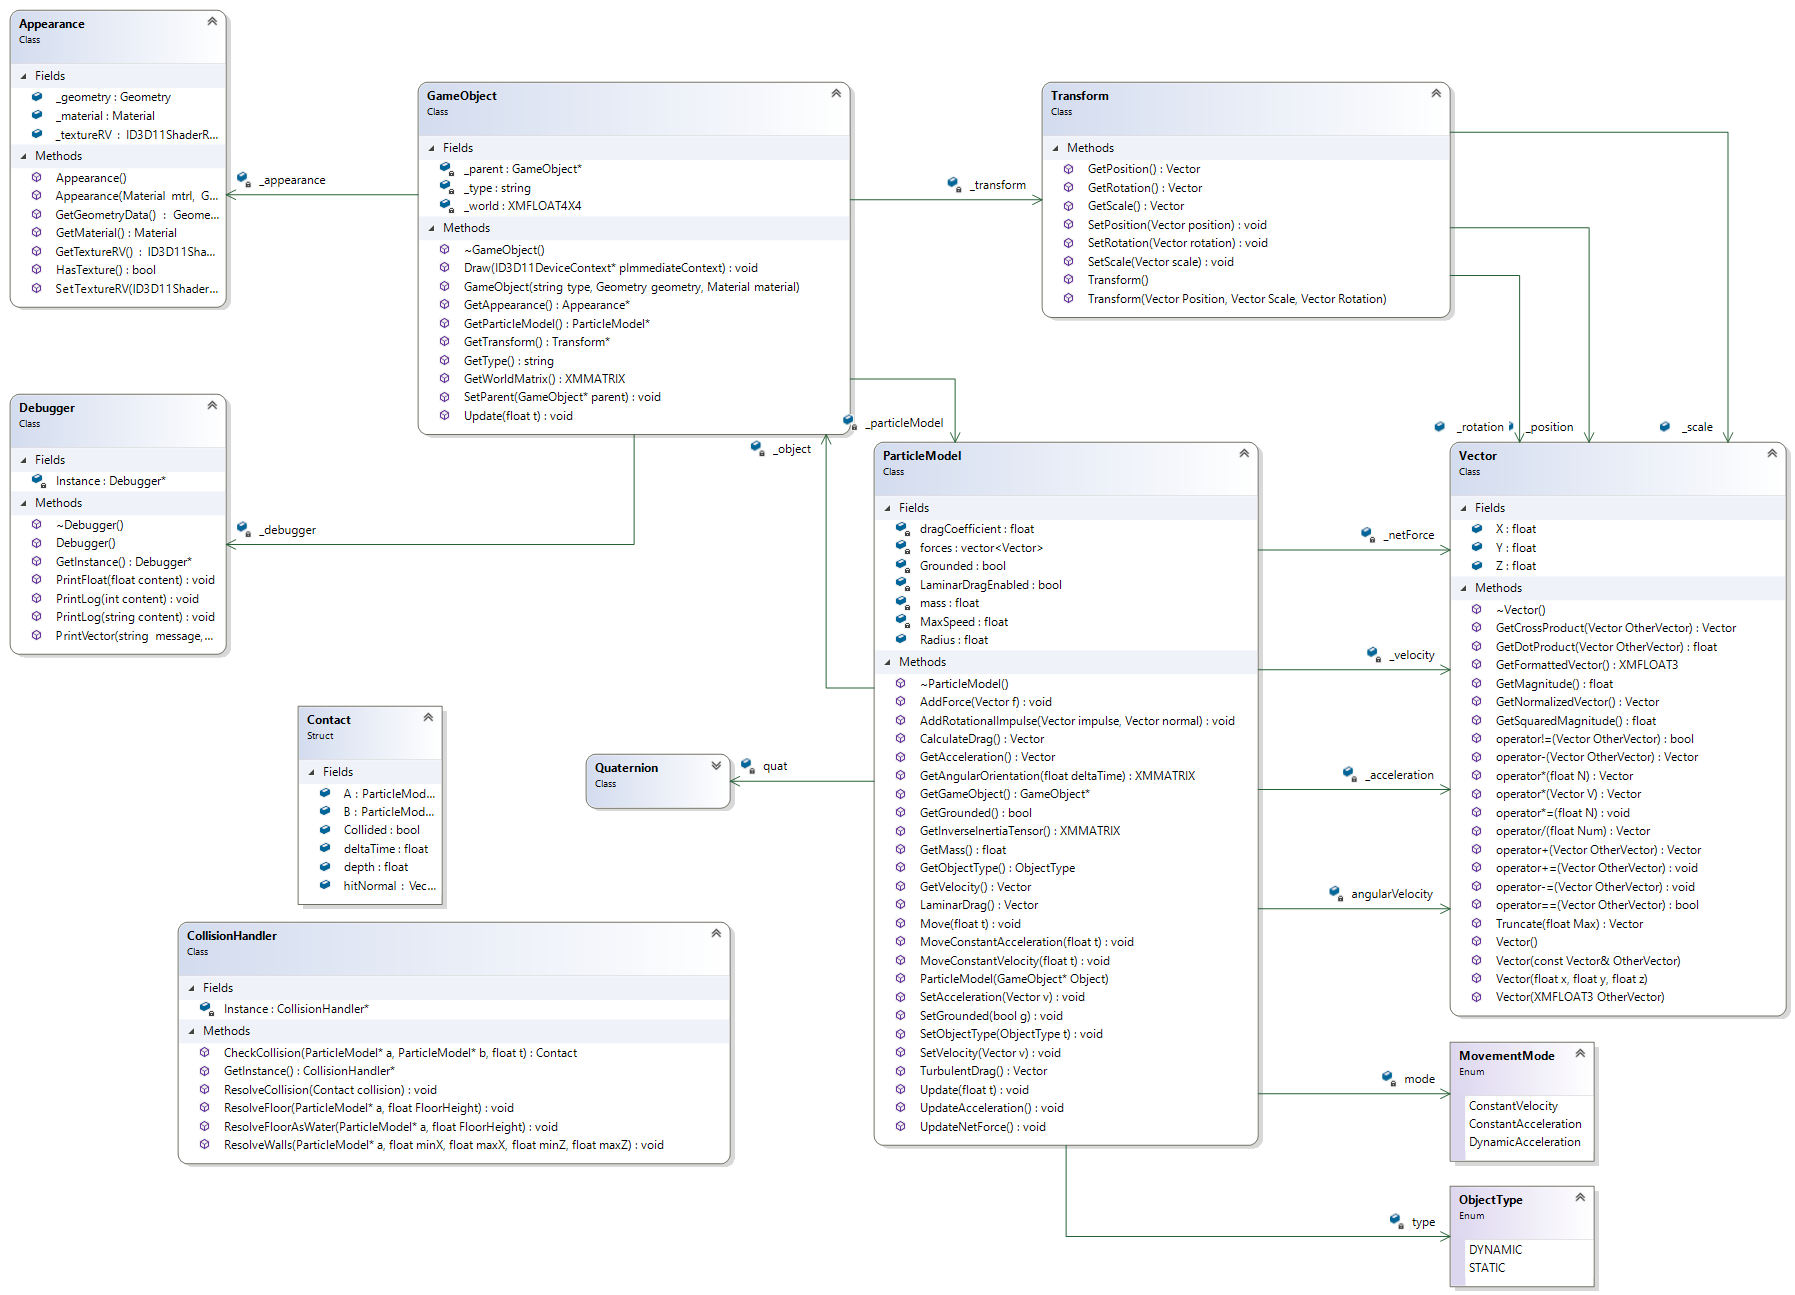 Appearance
Class
Fields
_geometry : Geometry
_material : Material
_textureRV : ID3D11ShaderR...
Methods
Appearance()
Appearance(Material mtrl, G...
GetGeometryData() : Geome...
GetMaterial() : Material
GetTextureRV() : ID3D11Sha...
HasTexture() : bool
SetTextureRV(ID3D11Shader...
_appearance
GameObject
Class
Fields
_parent : GameObject*
_type : string
_world : XMFLOAT4X4
Methods
~GameObject()
Draw(ID3D11DeviceContext* pImmediateContext) : void
GameObject(string type, Geometry geometry, Material material)
GetAppearance() : Appearance*
GetParticleModel() : ParticleModel*
GetTransform() : Transform*
GetType() : string
GetWorldMatrix() : XMMATRIX
SetParent(GameObject* parent) : void
Update(float t) : void
_transform
Transform
Class
Methods
GetPosition() : Vector
GetRotation() : Vector
GetScale() : Vector
SetPosition(Vector position) : void
SetRotation(Vector rotation) : void
SetScale(Vector scale) : void
Transform()
Transform(Vector Position, Vector Scale, Vector Rotation)
Debugger
Class
Fields
Instance : Debugger*
Methods
~Debugger()
Debugger()
GetInstance() : Debugger*
PrintFloat(float content) : void
PrintLog(int content) : void
PrintLog(string content) : void
PrintVector(string message,...
_debugger
_object
_particleModel
_rotation
_position
_scale
ParticleModel
Class
Fields
dragCoefficient : float
forces : vector<Vector>
Grounded : bool
LaminarDragEnabled : bool
mass : float
MaxSpeed : float
Radius : float
Methods
~ParticleModel()
AddForce(Vector f) : void
AddRotationalImpulse(Vector impulse, Vector normal) : void
CalculateDrag() : Vector
GetAcceleration() : Vector
GetAngularOrientation(float deltaTime) : XMMATRIX
GetGameObject() : GameObject*
GetGrounded() : bool
GetInverseInertiaTensor() : XMMATRIX
GetMass() : float
GetObjectType() : ObjectType
GetVelocity() : Vector
LaminarDrag() : Vector
Move(float t) : void
MoveConstantAcceleration(float t) : void
MoveConstantVelocity(float t) : void
ParticleModel(GameObject* Object)
SetAcceleration(Vector v) : void
SetGrounded(bool g) : void
SetObjectType(ObjectType t) : void
SetVelocity(Vector v) : void
TurbulentDrag() : Vector
Update(float t) : void
UpdateAcceleration() : void
UpdateNetForce() : void
_netForce
_velocity
_acceleration
angularVelocity
mode
type
Vector
Class
Fields
X : float
Y : float
Z : float
Methods
~Vector()
GetCrossProduct(Vector OtherVector) : Vector
GetDotProduct(Vector OtherVector) : float
GetFormattedVector() : XMFLOAT3
GetMagnitude() : float
GetNormalizedVector() : Vector
GetSquaredMagnitude() : float
operator!=(Vector OtherVector) : bool
operator-(Vector OtherVector) : Vector
operator*(float N) : Vector
operator*(Vector V) : Vector
operator*=(float N) : void
operator/(float Num) : Vector
operator+(Vector OtherVector) : Vector
operator+=(Vector OtherVector) : void
operator-=(Vector OtherVector) : void
operator==(Vector OtherVector) : bool
Truncate(float Max) : Vector
Vector()
Vector(const Vector& OtherVector)
Vector(float x, float y, float z)
Vector(XMFLOAT3 OtherVector)
Contact
Struct
Fields
A : ParticleMod...
B : ParticleMod...
Collided : bool
deltaTime : float
depth : float
hitNormal : Vec...
Quaternion
Class
quat
CollisionHandler
Class
Fields
Instance : CollisionHandler*
Methods
CheckCollision(ParticleModel* a, ParticleModel* b, float t) : Contact
GetInstance() : CollisionHandler*
ResolveCollision(Contact collision) : void
ResolveFloor(ParticleModel* a, float FloorHeight) : void
ResolveFloorAsWater(ParticleModel* a, float FloorHeight) : void
ResolveWalls(ParticleModel* a, float minX, float maxX, float minZ, float maxZ) : void
MovementMode
Enum
ConstantVelocity
ConstantAcceleration
DynamicAcceleration
ObjectType
Enum
DYNAMIC
STATIC